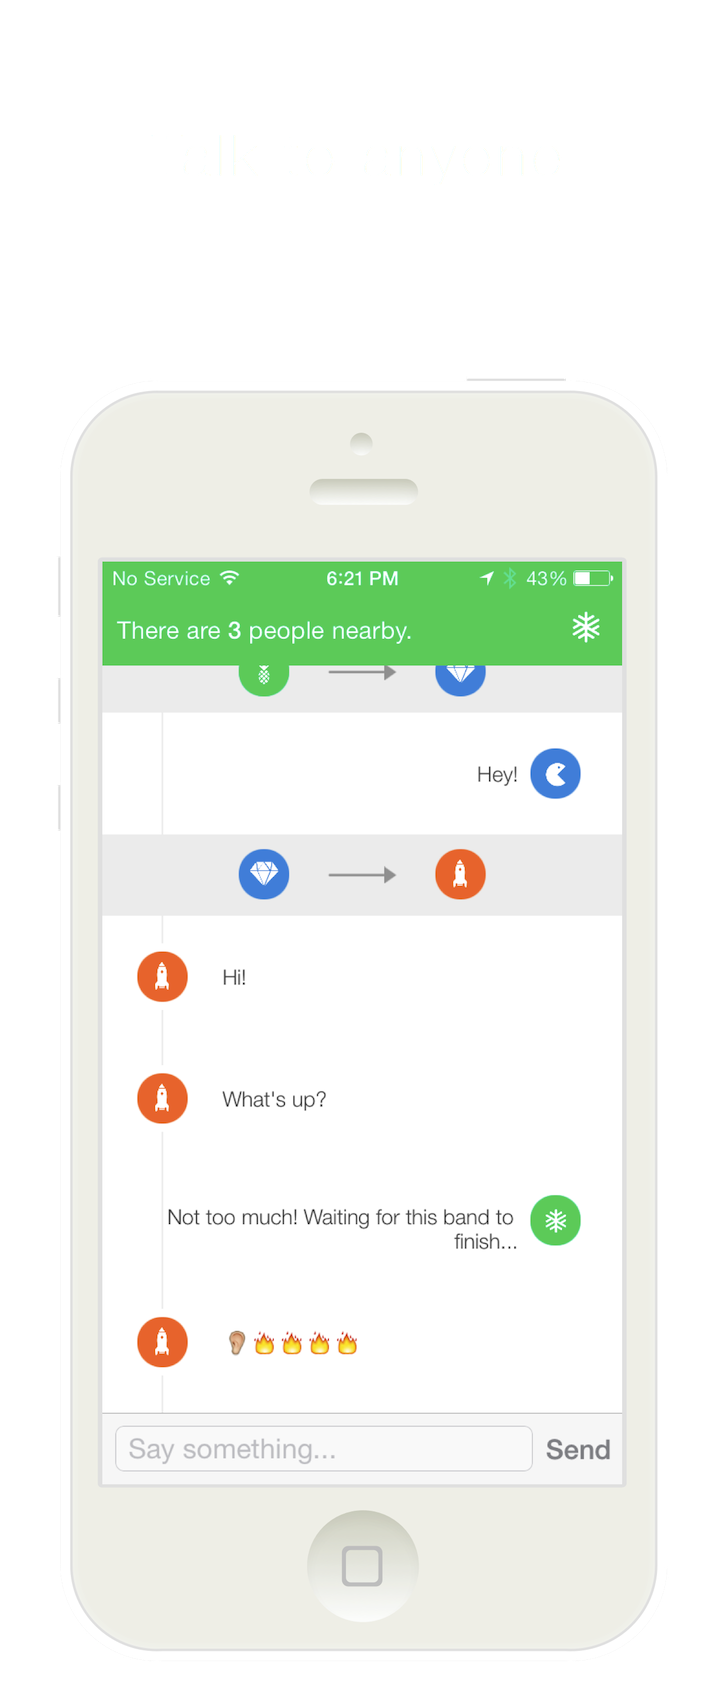 No Service 6:21 PM 43%
There are 3 people nearby.
Hey!
Hi!
What's up?
Not too much! Waiting for this band to
finish...
👂🔥🔥🔥🔥
Say something... Send